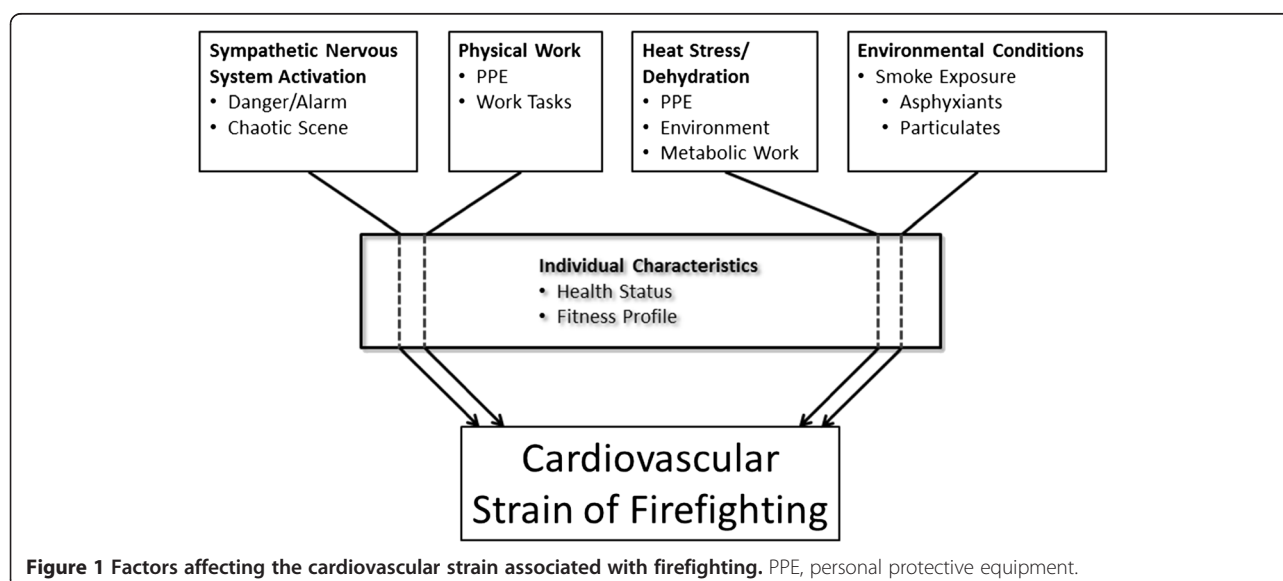 Sympathetic Nervous
System Activation
• Danger/Alarm
• Chaotic Scene
Physical Work
• PPE
• Work Tasks
Heat Stress/
Dehydration
• PPE
• Environment
• Metabolic Work
Environmental Conditions
• Smoke Exposure
• Asphyxiants
• Particulates
Individual Characteristics
• Health Status
• Fitness Profile
Cardiovascular
Strain of Firefighting
Figure 1 Factors affecting the cardiovascular strain associated with firefighting. PPE, personal protective equipment.